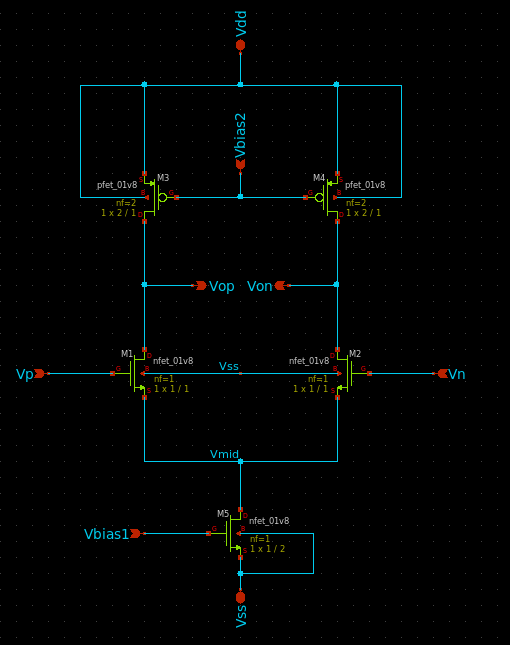 Vdd
Vbias2
M3
M4
S
S
pfet_01v8
B
G
G
B
pfet_01v8
nf=2
nf=2
1 x 2 / 1
D
D
1 x 2 / 1
Vop
Von
M1
D
nfet_01v8
nfet_01v8
D
M2
Vp
G
B
Vss
B
G
Vn
nf=1
nf=1
S
1 x 1 / 1
1 x 1 / 1
S
Vmid
M5
D
nfet_01v8
Vbias1
G
B
nf=1
S
1 x 1 / 2
Vss